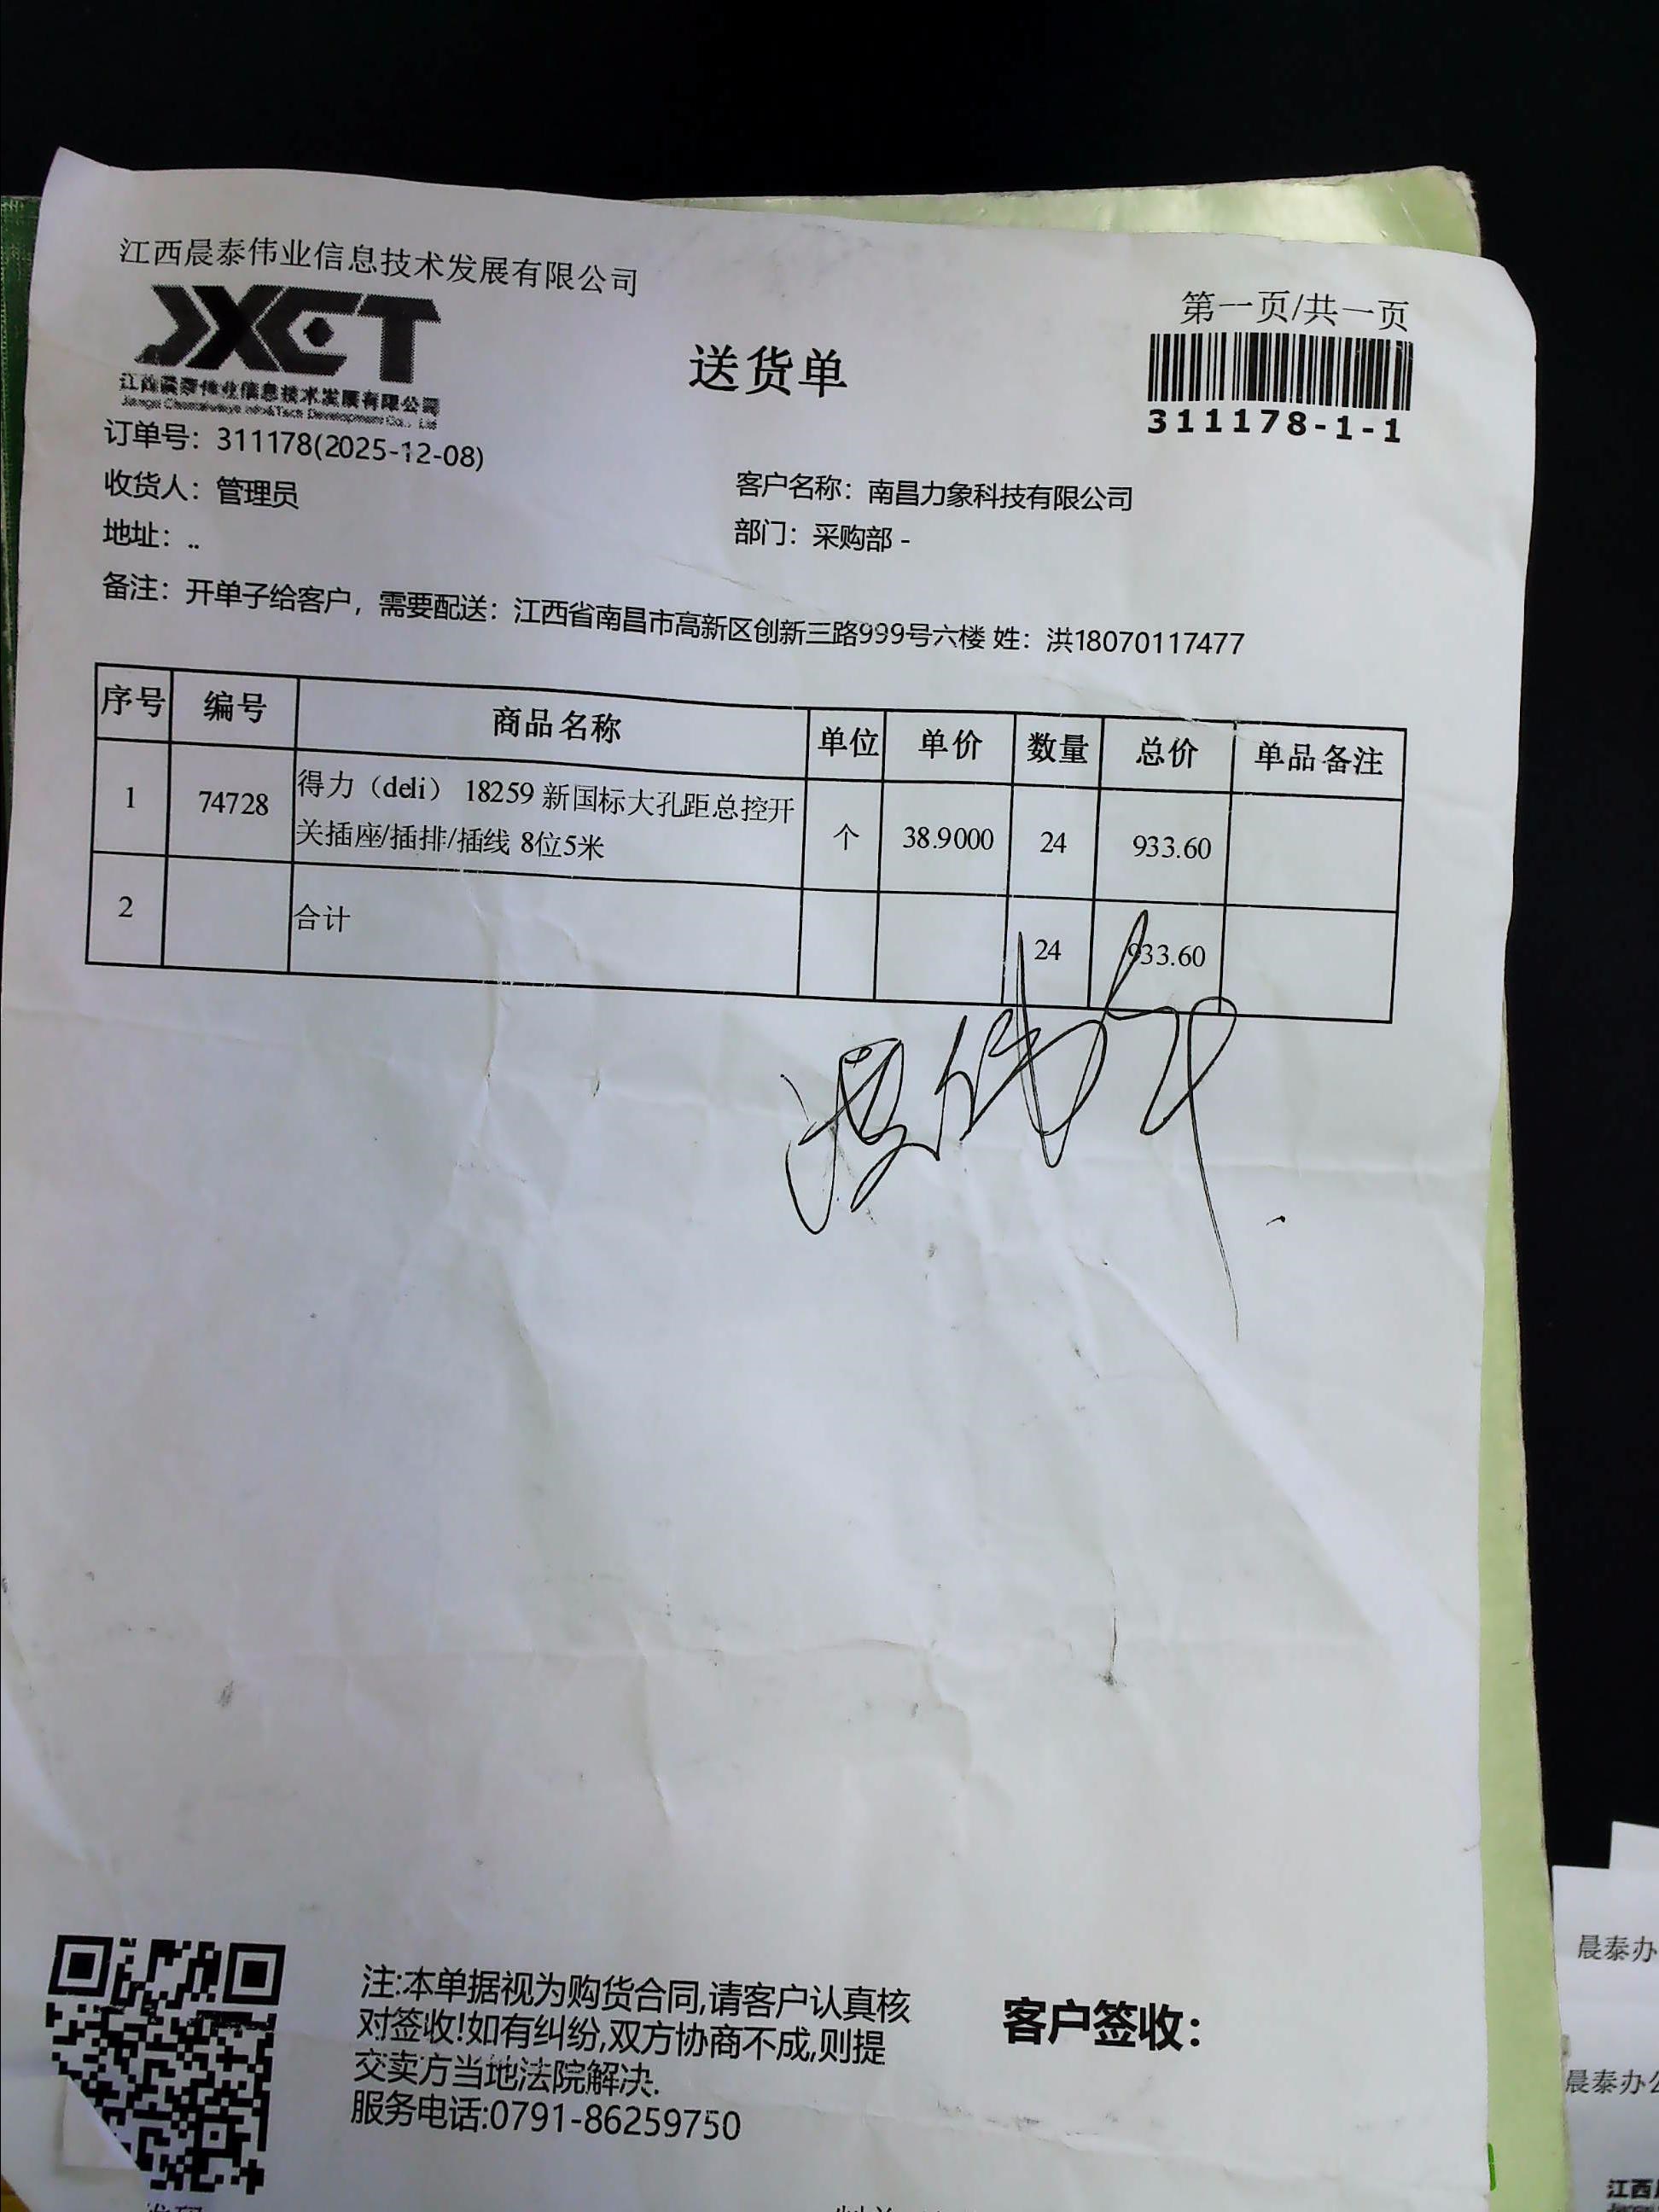 江西晨泰伟业信息技术发展有限公司
第一页/共一页
JXCT
江西晨泰伟业信息技术发展有限公司
送货单
311178-1-1
订单号：311178(2025-12-08)
收货人：管理员
客户名称：南昌力象科技有限公司
地址：..
部门：采购部 -
备注：开单子给客户，需要配送：江西省南昌市高新区创新三路999号六楼 姓：洪18070117477
序号 编号 商品名称 单位 单价 数量 总价 单品备注
1 74728 得力（deli） 18259 新国标大孔距总控开
关插座/插排/插线 8位5米 个 38.9000 24 933.60
2 合计 24 933.60
注:本单据视为购货合同,请客户认真核
对签收!如有纠纷,双方协商不成,则提
交卖方当地法院解决.
服务电话:0791-86259750
客户签收：
晨泰办
晨泰办公
江西